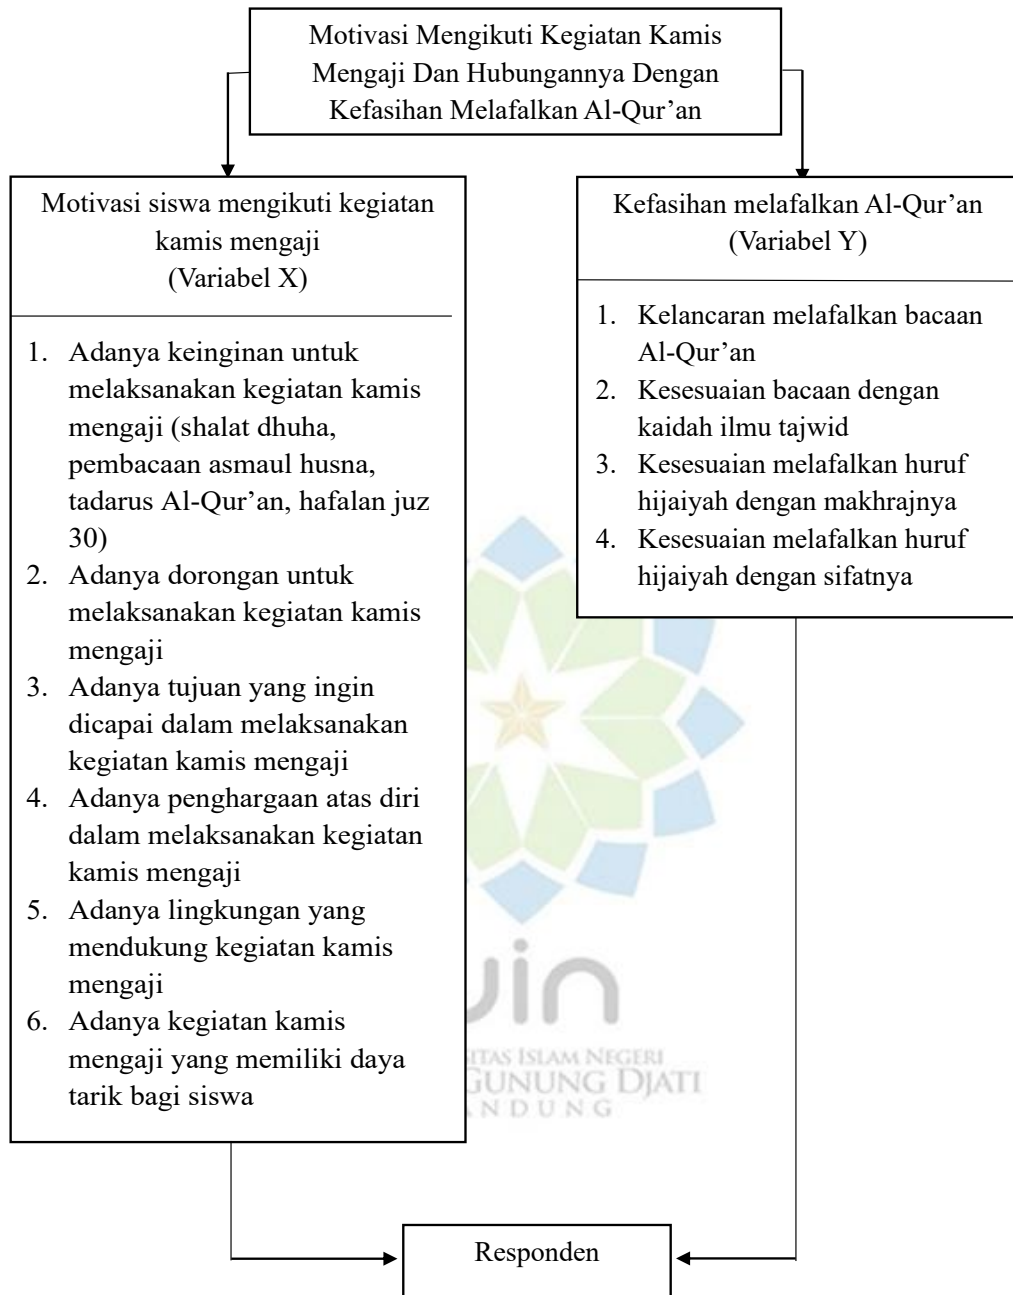 Motivasi Mengikuti Kegiatan Kamis
Mengaji Dan Hubungannya Dengan
Kefasihan Melafalkan Al-Qur’an
Motivasi siswa mengikuti kegiatan
kamis mengaji
(Variabel X)
1. Adanya keinginan untuk
melaksanakan kegiatan kamis
mengaji (shalat dhuha,
pembacaan asmaul husna,
tadarus Al-Qur’an, hafalan juz
30)
2. Adanya dorongan untuk
melaksanakan kegiatan kamis
mengaji
3. Adanya tujuan yang ingin
dicapai dalam melaksanakan
kegiatan kamis mengaji
4. Adanya penghargaan atas diri
dalam melaksanakan kegiatan
kamis mengaji
5. Adanya lingkungan yang
mendukung kegiatan kamis
mengaji
6. Adanya kegiatan kamis
mengaji yang memiliki daya
tarik bagi siswa
Kefasihan melafalkan Al-Qur’an
(Variabel Y)
1. Kelancaran melafalkan bacaan
Al-Qur’an
2. Kesesuaian bacaan dengan
kaidah ilmu tajwid
3. Kesesuaian melafalkan huruf
hijaiyah dengan makhrajnya
4. Kesesuaian melafalkan huruf
hijaiyah dengan sifatnya
uin
ISLAM NEGERI
GUNUNG DJATI
Responden